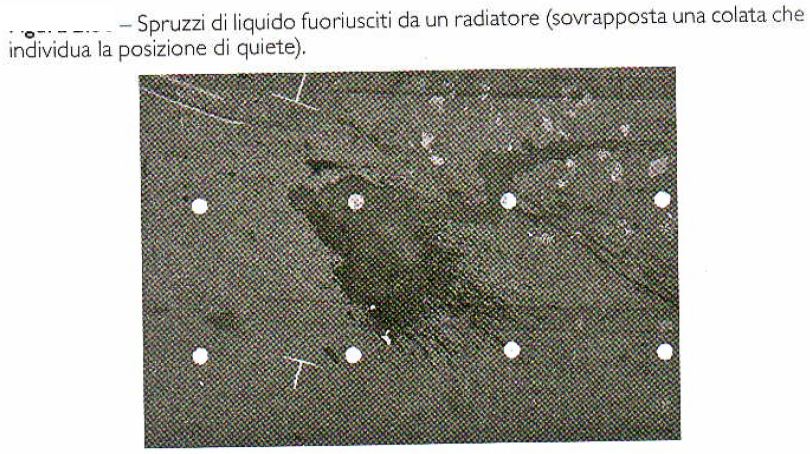 – Spruzzi di liquido fuoriusciti da un radiatore (sovrapposta una colata che
individua la posizione di quiete).